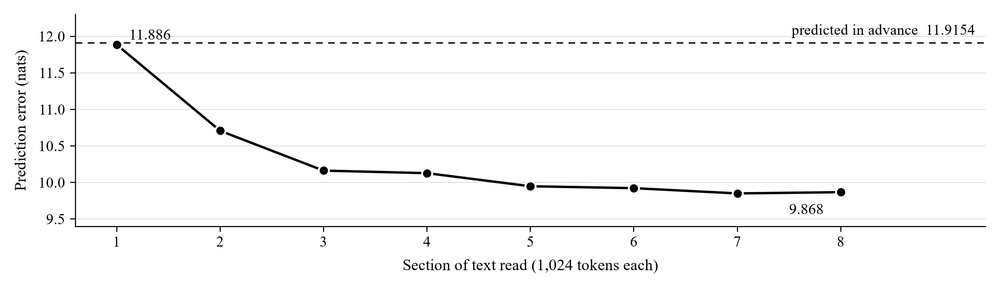 12.0
11.5
11.0
10.5
10.0
9.5
Prediction error (nats)
11.886
predicted in advance 11.9154
9.868
1 2 3 4 5 6 7 8
Section of text read (1,024 tokens each)